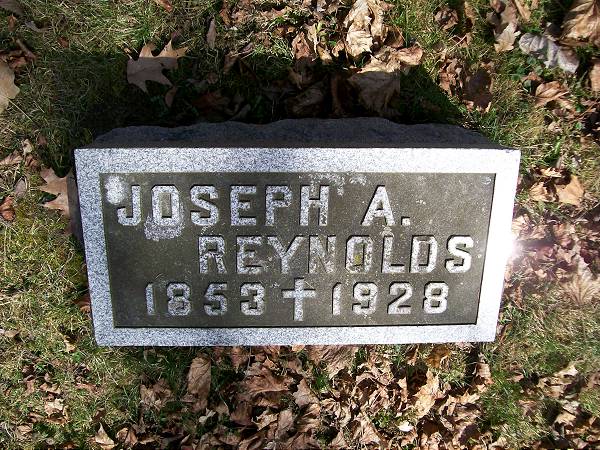 JOSEPH A.
REYNOLDS
1853 ✝ 1928